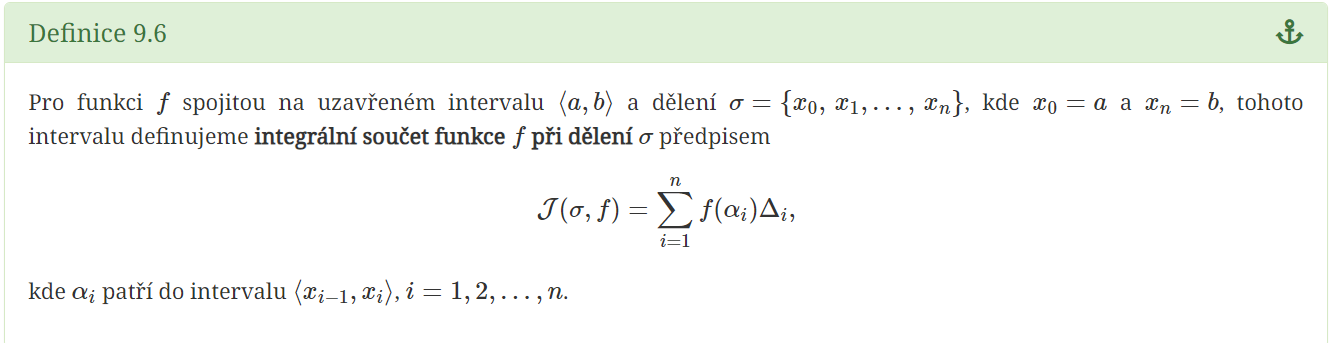 Definice 9.6
Pro funkci f spojitou na uzavřeném intervalu ⟨a, b⟩ a dělení σ = {x₀, x₁, . . . , xₙ}, kde x₀ = a a xₙ = b, tohoto
intervalu definujeme integrální součet funkce f při dělení σ předpisem
𝒥(σ, f) = ∑ᵢ₌₁ⁿ f(αᵢ)Δᵢ,
kde αᵢ patří do intervalu ⟨xᵢ₋₁, xᵢ⟩, i = 1, 2, . . . , n.